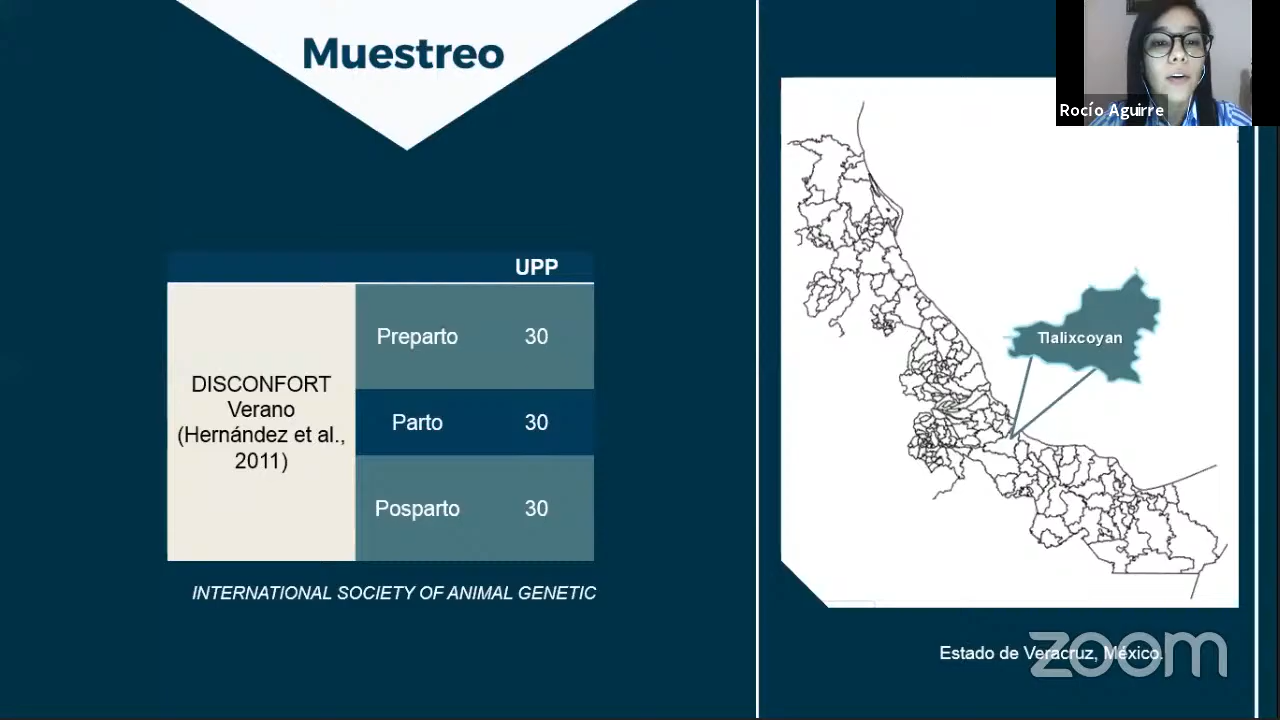 Muestreo
UPP
DISCONFORT
Verano
(Hernández et al.,
2011)
Preparto 30
Parto 30
Posparto 30
INTERNATIONAL SOCIETY OF ANIMAL GENETIC
Rocío Aguirre
Tlalixcoyan
Estado de Veracruz, México.
zoom